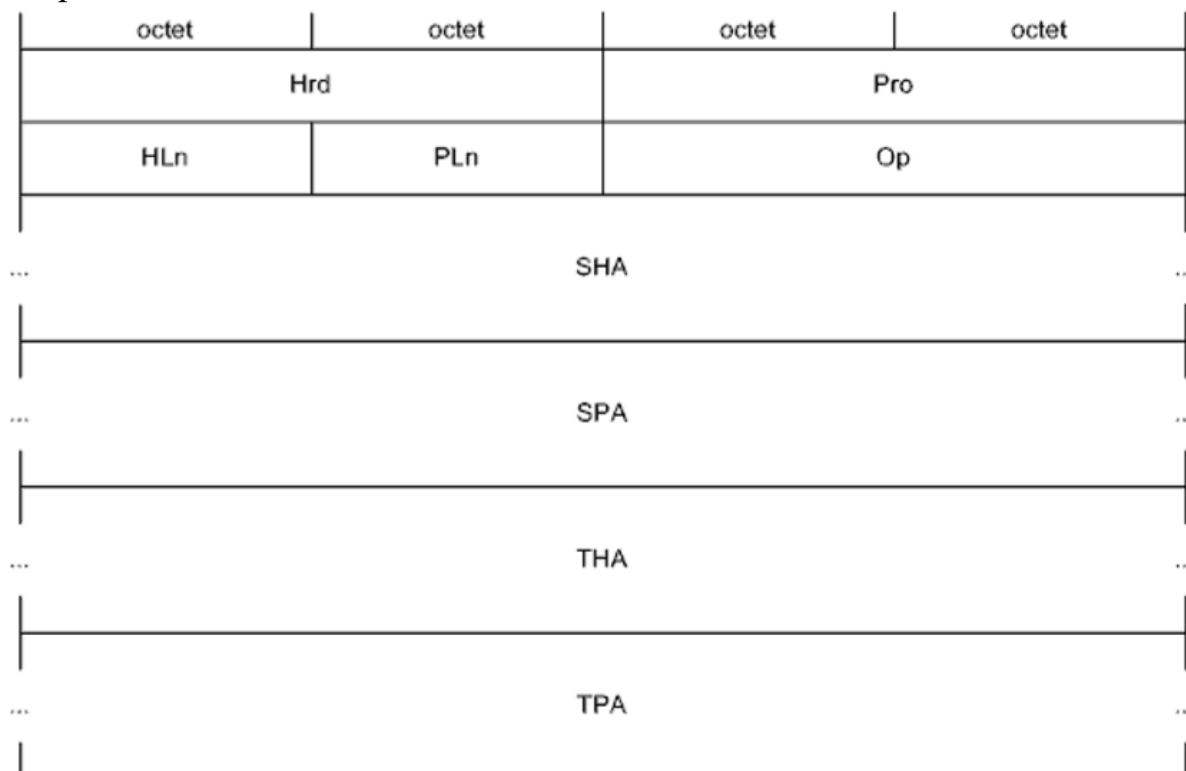 octet octet octet octet
Hrd Pro
HLn PLn Op
... SHA ..
... SPA ..
... THA ..
... TPA ..